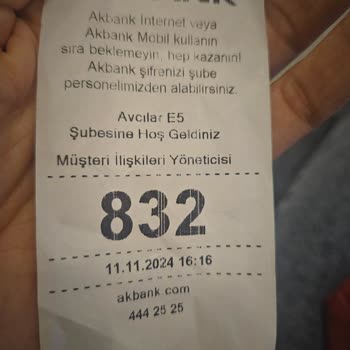 Akbank Internet veya
Akbank Mobil kullanın
sıra beklemeyin, hep kazanın!
Akbank şifrenizi şube
personelimizden alabilirsiniz.
Avcılar E5
Şubesine Hoş Geldiniz
Müşteri İlişkileri Yöneticisi
832
11.11.2024 16:16
akbank.com
444 25 25